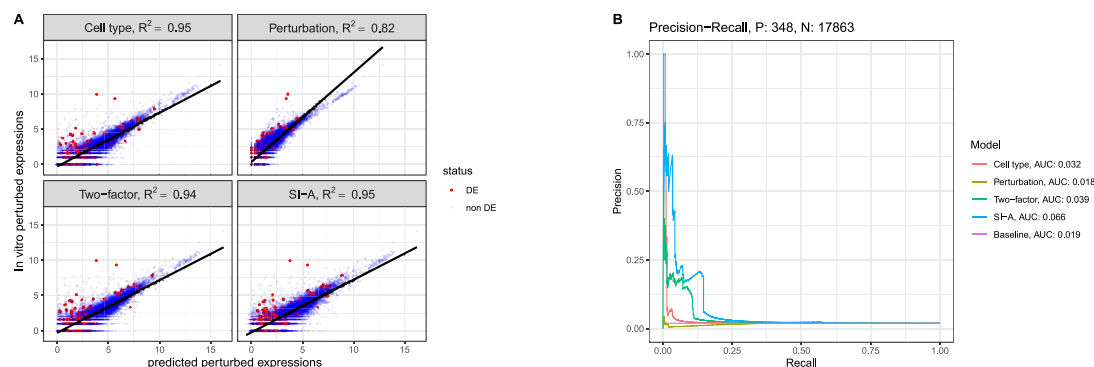 A
Cell type, R² = 0.95
Perturbation, R² = 0.82
15
10
5
0
Two-factor, R² = 0.94
SI-A, R² = 0.95
15
10
5
0
0 5 10 15 0 5 10 15
predicted perturbed expressions
In vitro perturbed expressions
status
DE
non DE
B
Precision-Recall, P: 348, N: 17863
1.00
0.75
0.50
0.25
0.00
0.00 0.25 0.50 0.75 1.00
Recall
Precision
Model
Cell type, AUC: 0.032
Perturbation, AUC: 0.018
Two-factor, AUC: 0.039
SI-A, AUC: 0.066
Baseline, AUC: 0.019